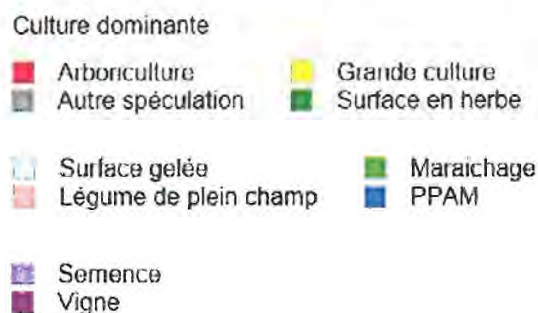 Culture dominante
Arboriculture Grande culture
Autre spéculation Surface en herbe
Surface gelée Maraichage
Légume de plein champ PPAM
Semence
Vigne